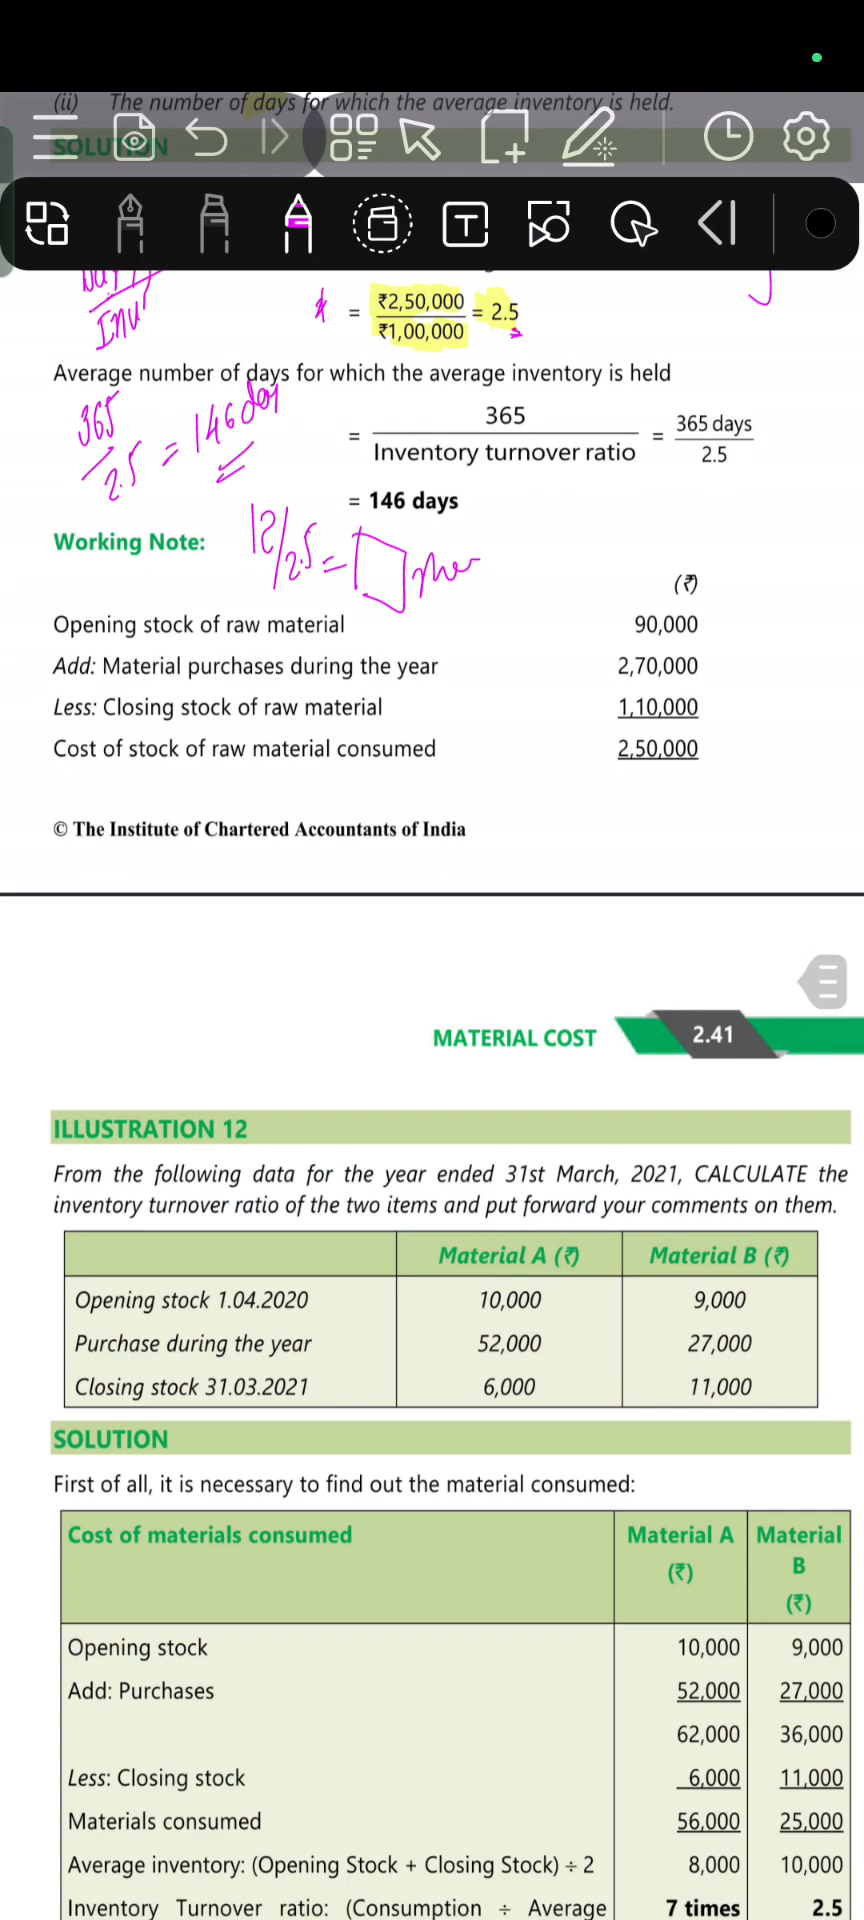 (ii) The number of days for which the average inventory is held.
SOLUTION
T
Inv
= ₹2,50,000 / ₹1,00,000 = 2.5
Average number of days for which the average inventory is held
365 / 2.5 = 146 day
= 365 / Inventory turnover ratio = 365 days / 2.5
= 146 days
12/2.5 =
Working Note:
(₹)
Opening stock of raw material 90,000
Add: Material purchases during the year 2,70,000
Less: Closing stock of raw material 1,10,000
Cost of stock of raw material consumed 2,50,000
© The Institute of Chartered Accountants of India
MATERIAL COST 2.41
ILLUSTRATION 12
From the following data for the year ended 31st March, 2021, CALCULATE the
inventory turnover ratio of the two items and put forward your comments on them.
Material A (₹) Material B (₹)
Opening stock 1.04.2020 10,000 9,000
Purchase during the year 52,000 27,000
Closing stock 31.03.2021 6,000 11,000
SOLUTION
First of all, it is necessary to find out the material consumed:
Cost of materials consumed Material A (₹) Material B (₹)
Opening stock 10,000 9,000
Add: Purchases 52,000 27,000
62,000 36,000
Less: Closing stock 6,000 11,000
Materials consumed 56,000 25,000
Average inventory: (Opening Stock + Closing Stock) ÷ 2 8,000 10,000
Inventory Turnover ratio: (Consumption ÷ Average 7 times 2.5